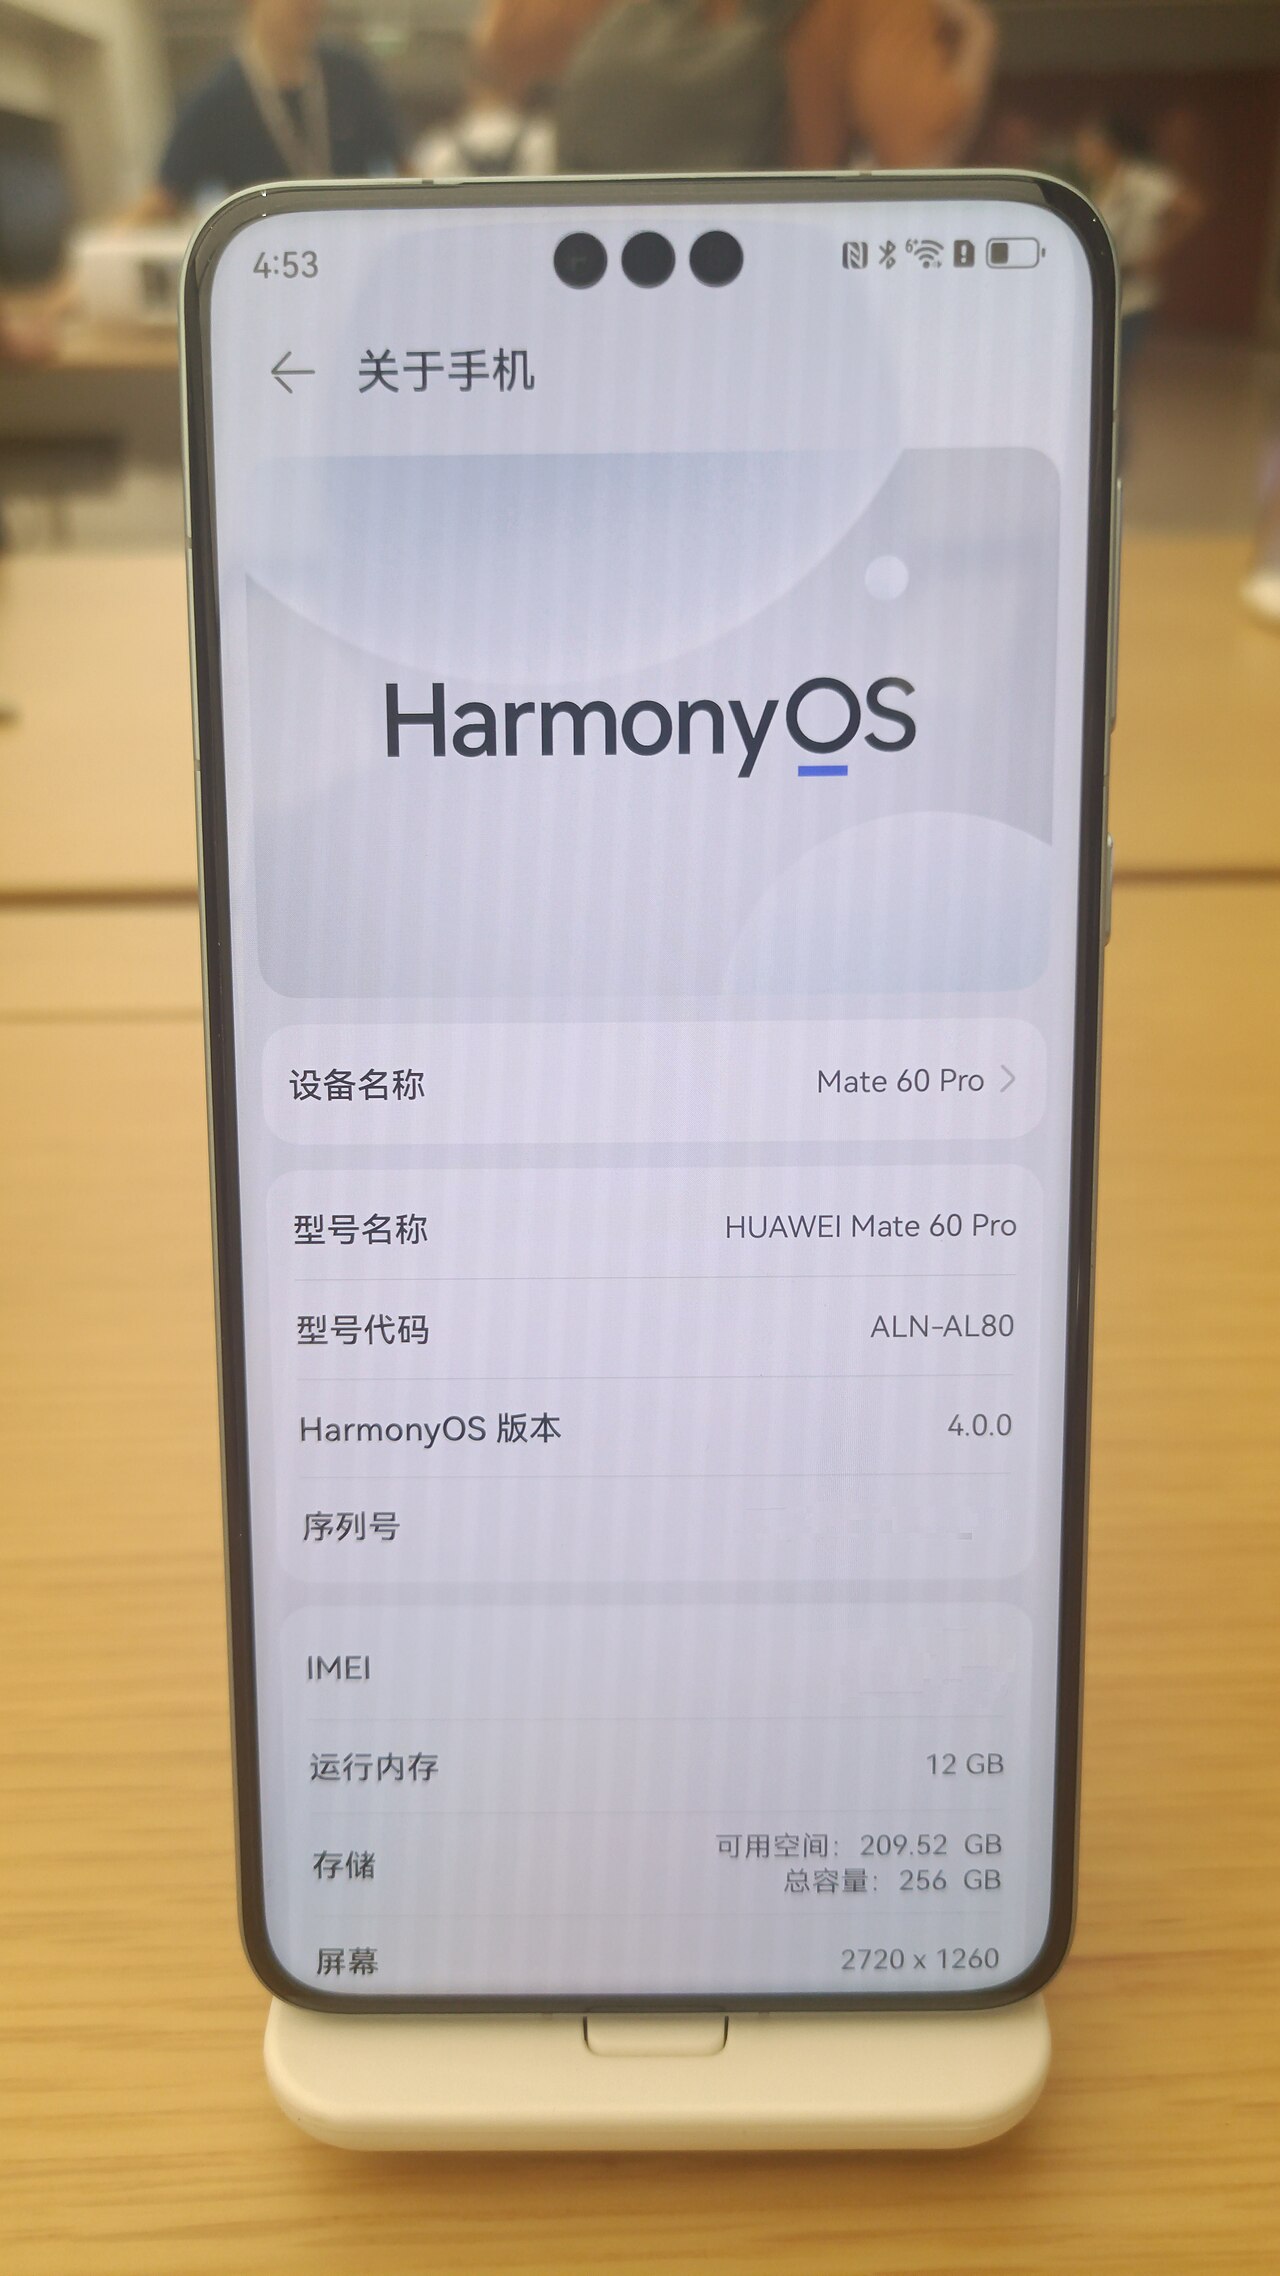 4:53
关于手机
HarmonyOS
设备名称 Mate 60 Pro
型号名称 HUAWEI Mate 60 Pro
型号代码 ALN-AL80
HarmonyOS 版本 4.0.0
序列号
IMEI
运行内存 12 GB
存储 可用空间: 209.52 GB
总容量: 256 GB
屏幕 2720 x 1260